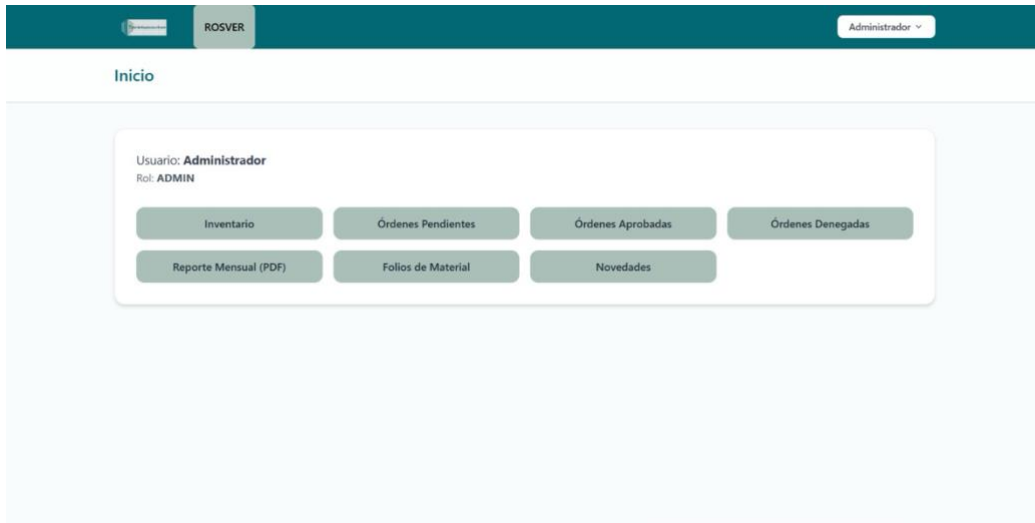 ROSVER
Administrador
Inicio
Usuario: Administrador
Rol: ADMIN
Inventario
Órdenes Pendientes
Órdenes Aprobadas
Órdenes Denegadas
Reporte Mensual (PDF)
Folios de Material
Novedades